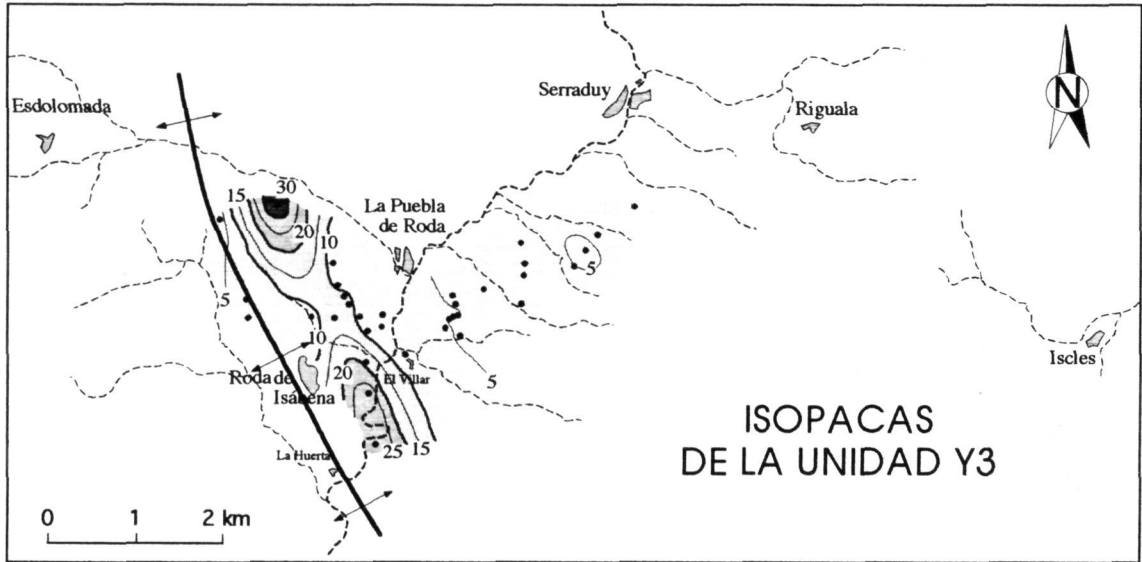 Esdolomada
Serraduy
Riguala
N
15
30
La Puebla
de Roda
20
10
5
5
10
Iscles
Roda de
Isábena
20
El Villar
5
La Huerta
25
15
ISOPACAS
DE LA UNIDAD Y3
0 1 2 km